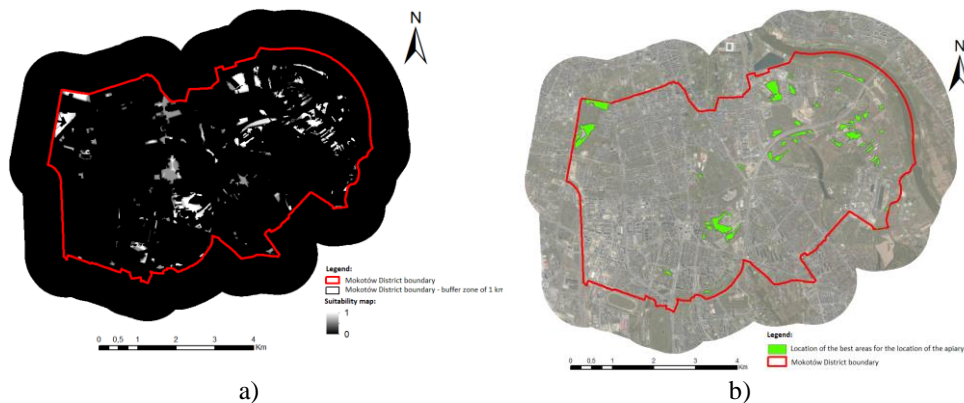 N
Legend:
Mokotów District boundary
Mokotów District boundary - buffer zone of 1 km
Suitability map:
1
0
0 0,5 1 2 3 4
Km
a)
N
Legend:
Location of the best areas for the location of the apiary
Mokotów District boundary
0 0,5 1 2 3 4
Km
b)